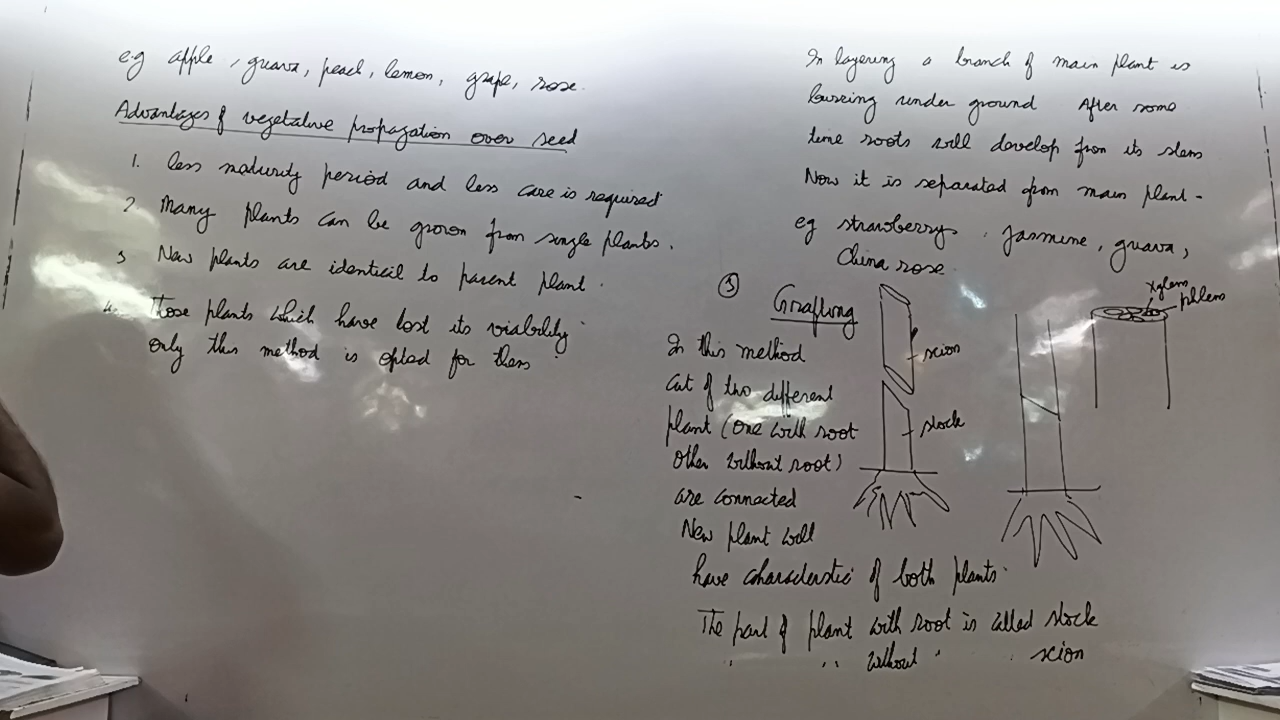 e.g apple, guava, peach, lemon, grape, rose.
Advantages of vegetative propagation over seed
1. less maturity period and less care is required
2 Many plants can be grown from single plants.
3 New plants are identical to parent plant.
4. Those plants which have lost its viability
only this method is opted for them
In layering a branch of main plant is
under ground After some
time roots will develop from its stem
Now it is separated from main plant-
eg strawberry, Jasmine, guava,
China rose
3 Grafting
In this method
cut of two different
plant (one with root
other without root)
are connected
New plant will
have characterstic of both plants.
The part of plant with root is called stock
" " without " " scion
scion
stock
xylem